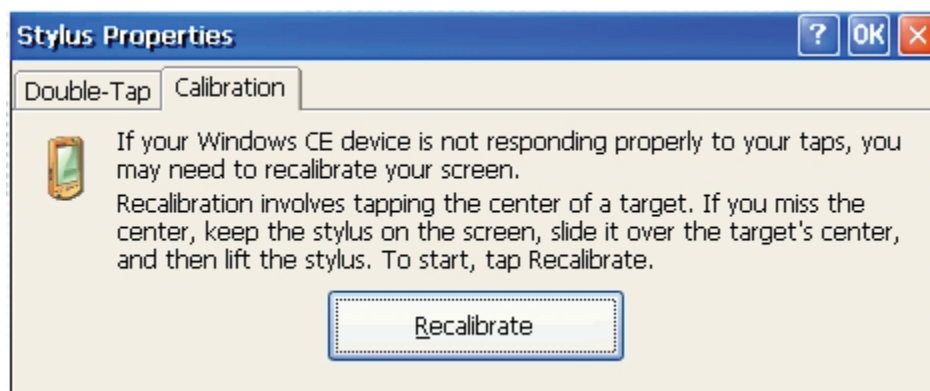 Stylus Properties ? OK ×
Double-Tap Calibration
If your Windows CE device is not responding properly to your taps, you
may need to recalibrate your screen.
Recalibration involves tapping the center of a target. If you miss the
center, keep the stylus on the screen, slide it over the target's center,
and then lift the stylus. To start, tap Recalibrate.
Recalibrate